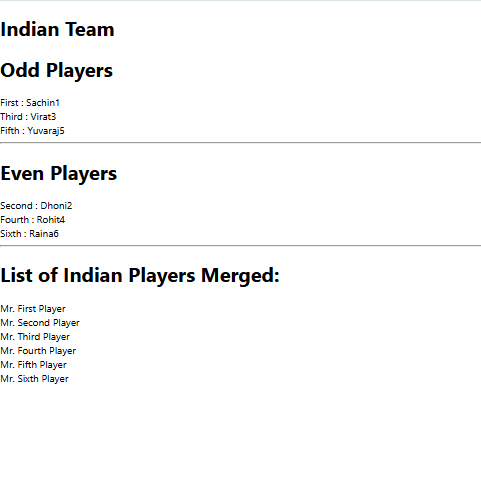 Indian Team
Odd Players
First : Sachin1
Third : Virat3
Fifth : Yuvaraj5
Even Players
Second : Dhoni2
Fourth : Rohit4
Sixth : Raina6
List of Indian Players Merged:
Mr. First Player
Mr. Second Player
Mr. Third Player
Mr. Fourth Player
Mr. Fifth Player
Mr. Sixth Player